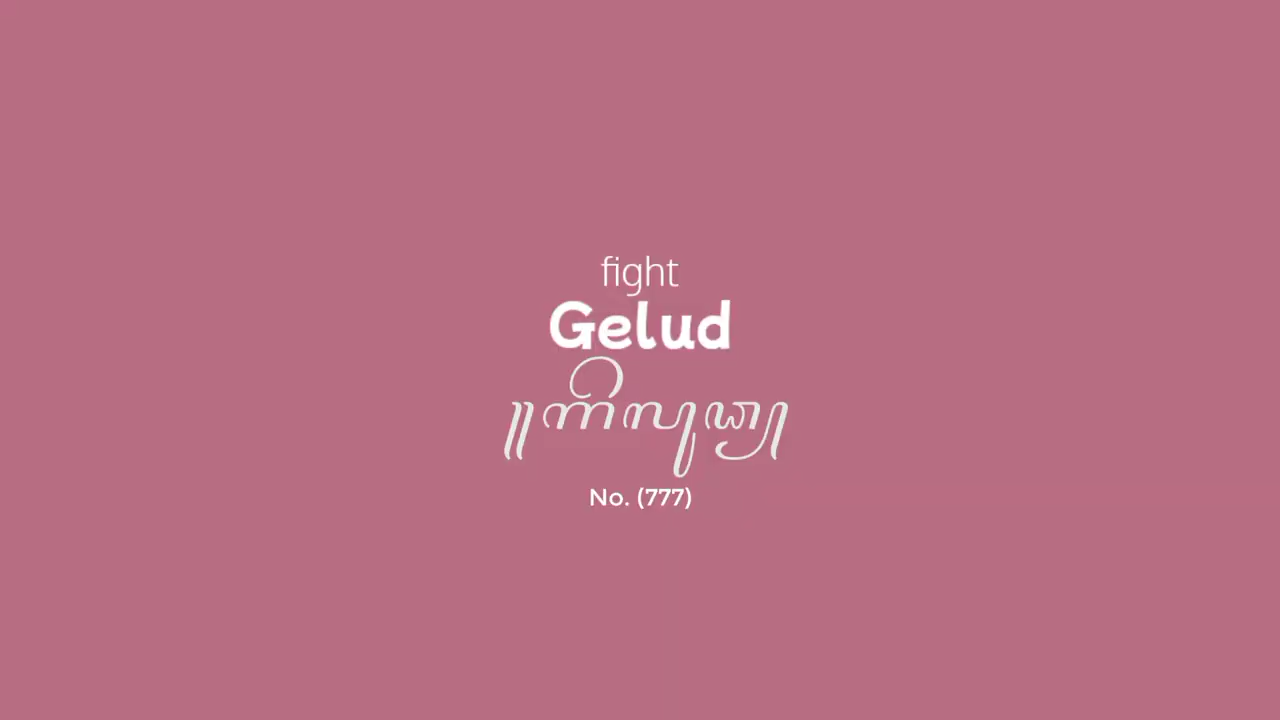 fight
Gelud
꧋ꦒꦼꦭꦸꦢ꧀
No. (777)